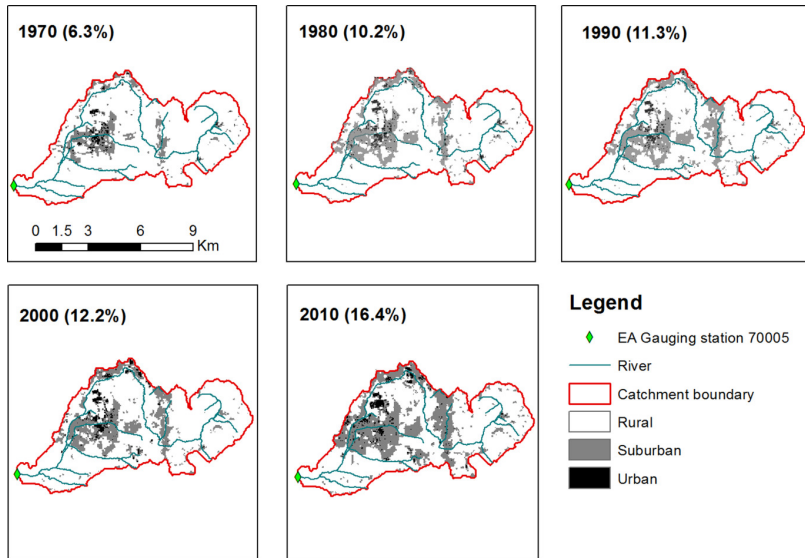 1970 (6.3%)
1980 (10.2%)
1990 (11.3%)
0 1.5 3 6 9
Km
2000 (12.2%)
2010 (16.4%)
Legend
EA Gauging station 70005
River
Catchment boundary
Rural
Suburban
Urban